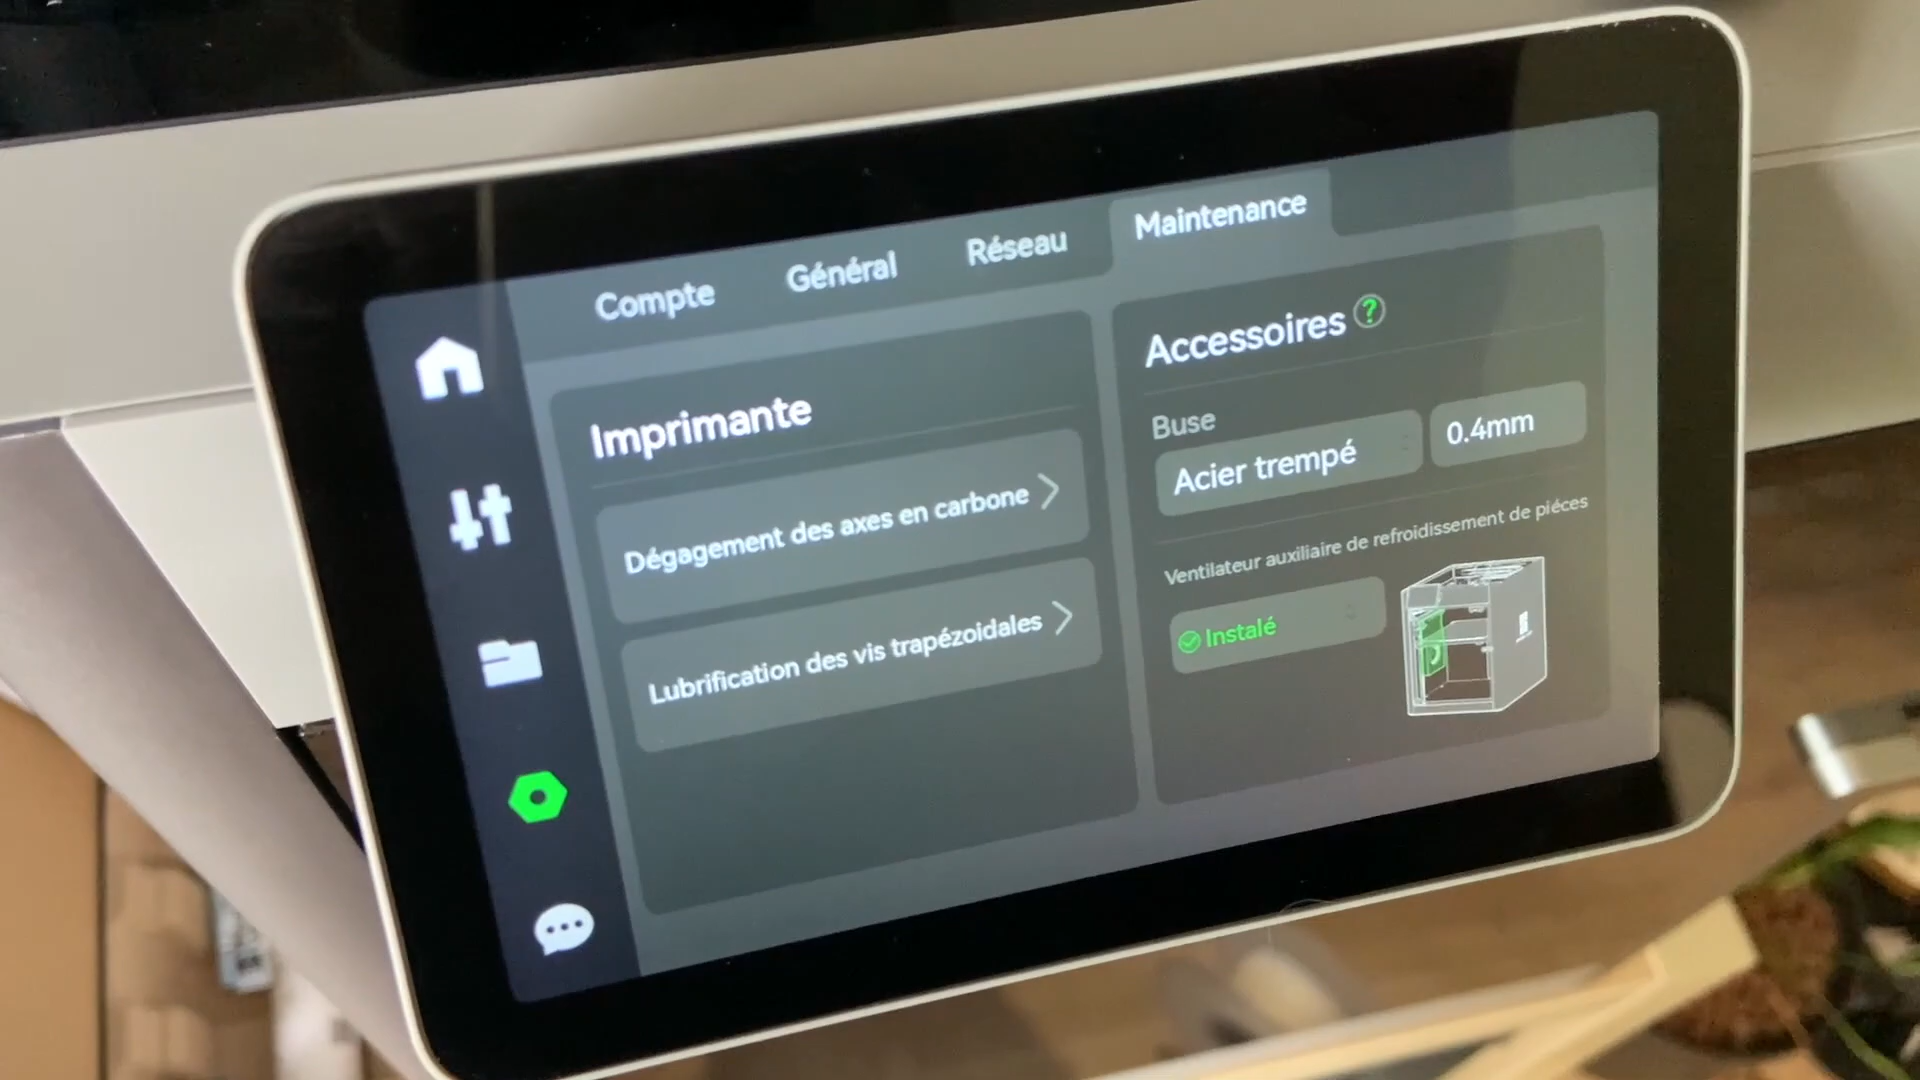 Compte
Général
Réseau
Maintenance
Imprimante
Dégagement des axes en carbone
Lubrification des vis trapézoidales
Accessoires ?
Buse
Acier trempé
0.4mm
Ventilateur auxiliaire de refroidissement de piéces
Instalé